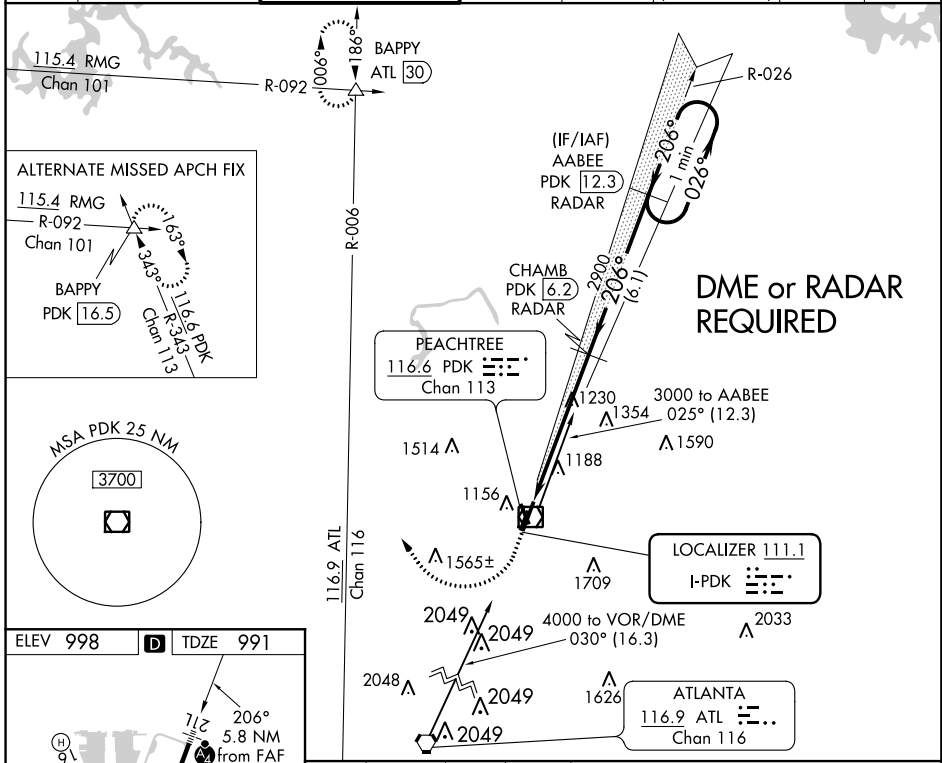 115.4 RMG
Chan 101
R-092
006°
186°
BAPPY
ATL 30
R-026
(IF/IAF)
AABEE
PDK 12.3
RADAR
206°
1 min
026°
ALTERNATE MISSED APCH FIX
115.4 RMG
R-092
Chan 101
163°
343°
BAPPY
PDK 16.5
116.6 PDK
R-343
Chan 113
R-006
CHAMB
PDK 6.2
RADAR
2900
206°
(6.1)
DME or RADAR
REQUIRED
PEACHTREE
116.6 PDK
Chan 113
1230
1354
3000 to AABEE
025° (12.3)
1590
1514
1188
1156
MSA PDK 25 NM
3700
116.9 ATL
Chan 116
1565±
1709
LOCALIZER 111.1
I-PDK
2049
2049
4000 to VOR/DME
030° (16.3)
2033
2048
2049
1626
2049
ATLANTA
116.9 ATL
Chan 116
ELEV 998
D
TDZE 991
21L
206°
5.8 NM
from FAF
A4
H
16